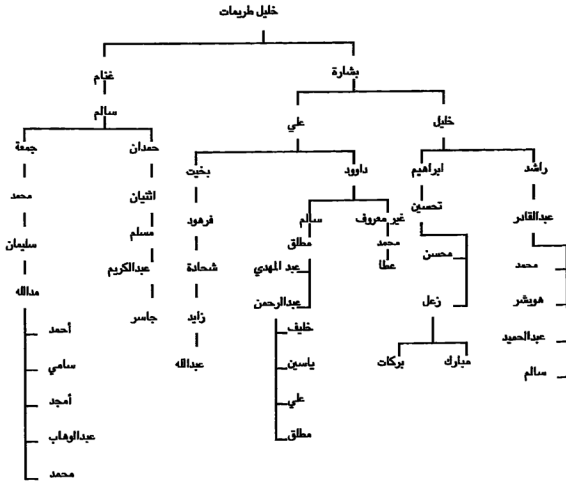 خليل طريمات
بشارة
غنام
خليل
علي
سالم
راشد
ابراهيم
داوود
بخيت
حمدان
جمعة
عبدالقادر
تحسين
غير معروف
سالم
فرهود
اثنيان
محمد
محمد
محسن
محمد
مطلق
شحادة
مسلم
سليمان
هويشر
زعل
عطا
عبد المهدي
زايد
عبدالكريم
مدالله
عبدالحميد
مبارك
بركات
عبدالرحمن
عبدالله
جاسر
سالم
خليف
ياسين
علي
مطلق
أحمد
سامي
أمجد
عبدالوهاب
محمد